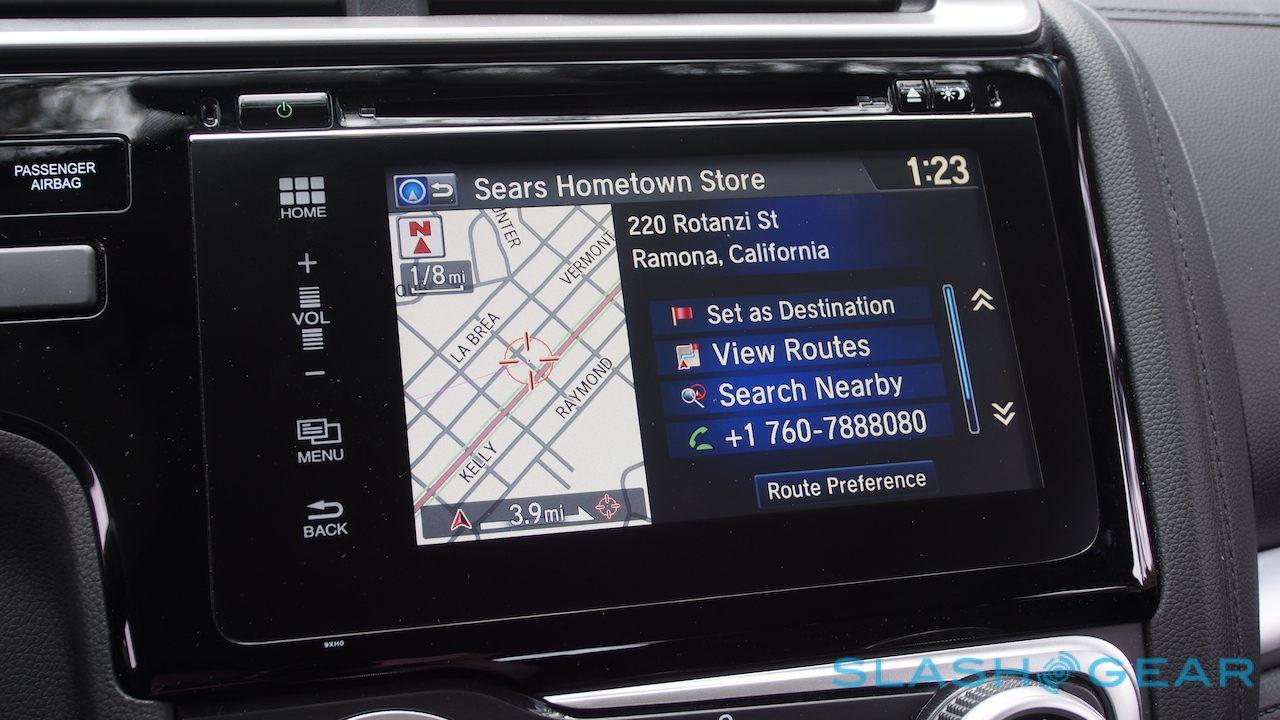 PASSENGER
AIRBAG
HOME
VOL
MENU
BACK
9XH0
Sears Hometown Store
1:23
N
1/8 mi
VERMONT
LA BREA
RAYMOND
KELLY
3.9mi
220 Rotanzi St
Ramona, California
Set as Destination
View Routes
Search Nearby
+1 760-7888080
Route Preference
SLASHGEAR